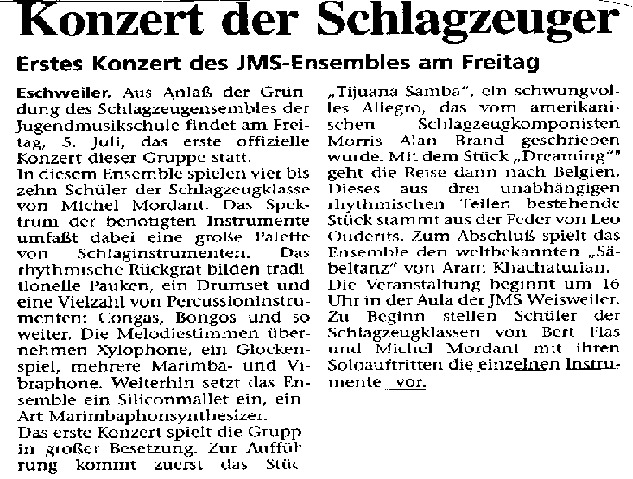 Konzert der Schlagzeuger
Erstes Konzert des JMS-Ensembles am Freitag
Eschweiler. Aus Anlaß der Grün
dung des Schlagzeugensembles der
Jugendmusikschule findet am Frei-
tag, 5. Juli, das erste offizielle
Konzert dieser Gruppe statt.
In diesem Ensemble spielen vier bis
zehn Schüler der Schlagzeugklasse
von Michel Mordant. Das Spek-
trum der benötigten Instrumente
umfaßt dabei eine große Palette
von Schlaginstrumenten. Das
rhythmische Rückgrat bilden tradi
tionelle Pauken, ein Drumset und
eine Vielzahl von Percussioninstru-
menten: Congas, Bongos und so
weiter. Die Melodiestimmen über-
nehmen Xylophone, ein Glocken-
spiel, mehrere Marimba- und Vi-
braphone. Weiterhin setzt das En-
semble ein Siliconmallet ein, ein
Art Marimbaphonsynthesizer.
Das erste Konzert spielt die Grupp
in großer Besetzung. Zur Auffüh
rung kommt zuerst das Stüc
„Tijuana Samba", ein schwungvol-
les Allegro, das vom amerikani-
schen Schlagzeugkomponisten
Morris Alan Brand geschrieben
wurde. Mit dem Stück „Dreaming"
geht die Reise dann nach Belgien.
Dieses aus drei unabhängigen
rhythmischen Teilen bestehende
Stück stammt aus der Feder von Leo
Ouderits. Zum Abschluß spielt das
Ensemble den weltbekannten „Sä-
beltanz" von Aram Khachaturian.
Die Veranstaltung beginnt um 16
Uhr in der Aula der JMS Weisweiler.
Zu Beginn stellen Schüler der
Schlagzeugklassen von Bert Flas
und Michel Mordant mit ihren
Soloauftritten die einzelnen Instru-
mente vor.